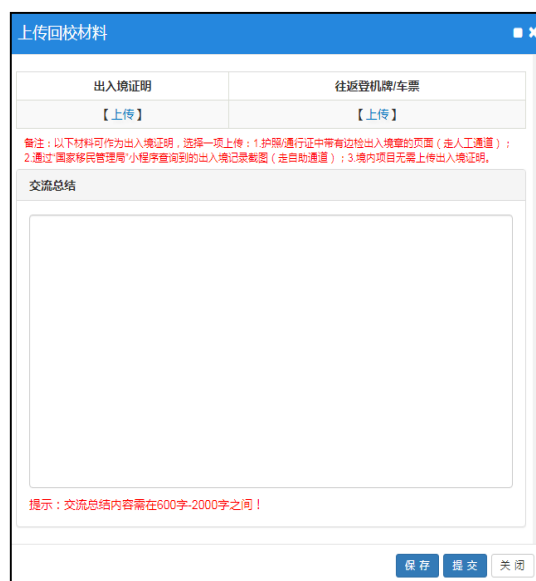 上传回校材料
出入境证明 往返登机牌/车票
【上传】 【上传】
备注：以下材料可作为出入境证明，选择一项上传：1.护照/通行证中带有边检出入境章的页面（走人工通道）；
2.通过“国家移民管理局”小程序查询到的出入境记录截图（走自助通道）；3.境内项目无需上传出入境证明。
交流总结
提示：交流总结内容需在600字-2000字之间！
保存 提交 关闭